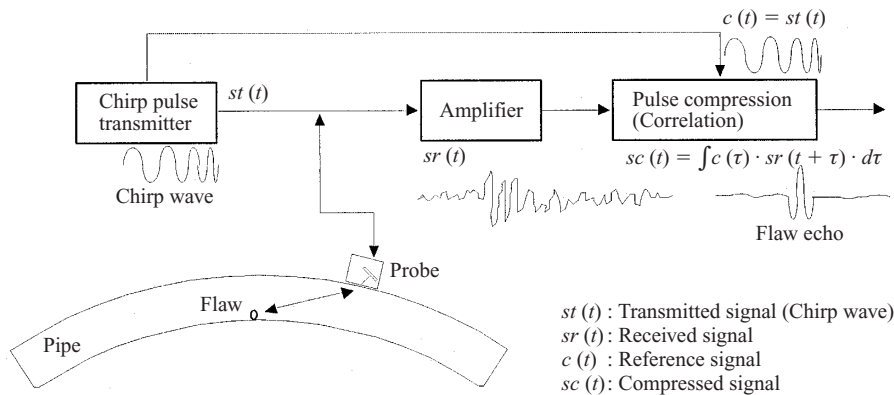 c (t) = st (t)
Chirp pulse
transmitter
st (t)
Amplifier
Pulse compression
(Correlation)
sr (t)
sc (t) = ∫c (τ) · sr (t + τ) · dτ
Chirp wave
Flaw echo
Probe
Flaw
Pipe
st (t) : Transmitted signal (Chirp wave)
sr (t) : Received signal
c (t) : Reference signal
sc (t) : Compressed signal